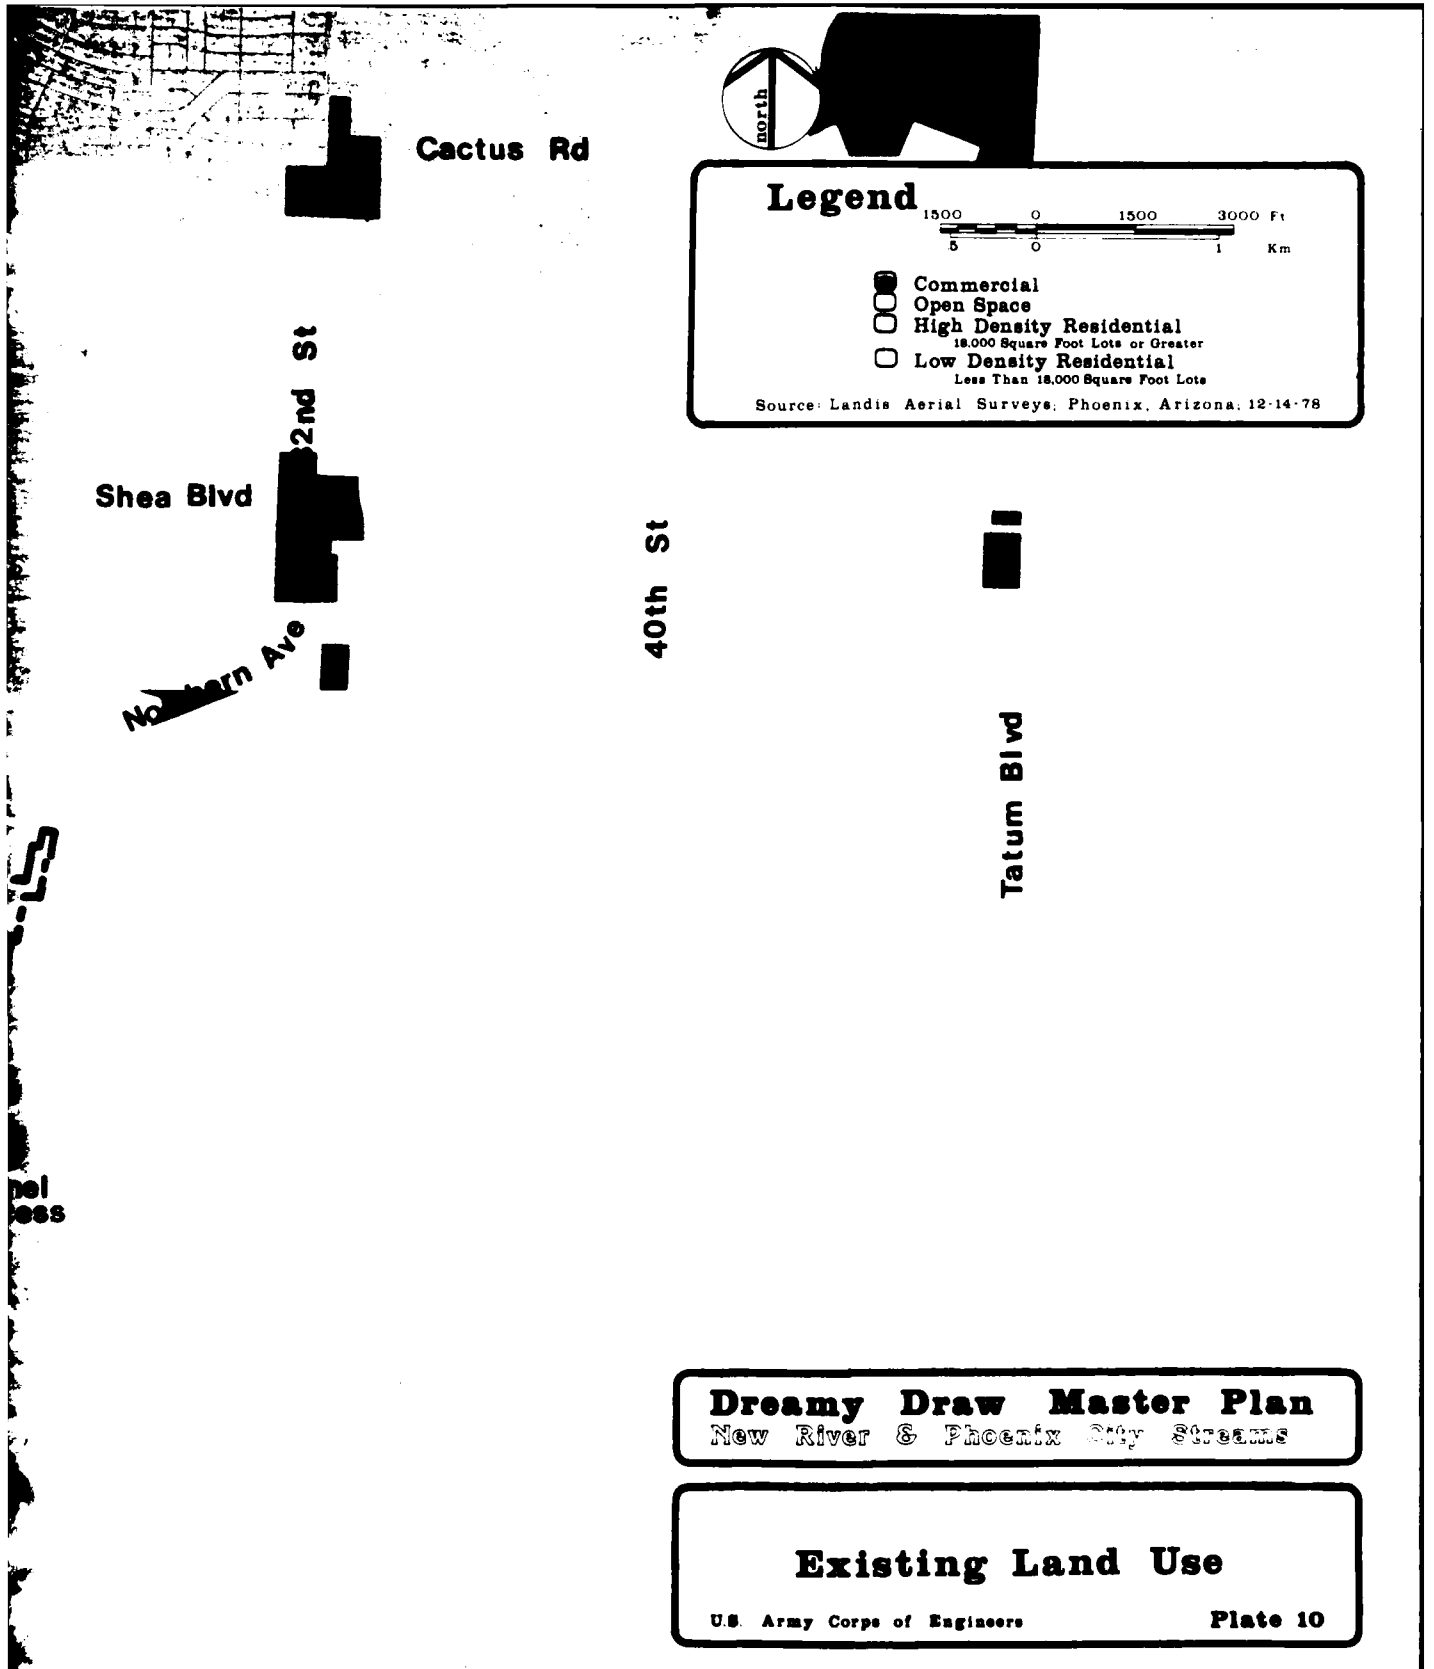 north
Cactus Rd
Legend
1500 0 1500 3000 Ft
.5 0 1 Km
Commercial
Open Space
High Density Residential
18,000 Square Foot Lots or Greater
Low Density Residential
Less Than 18,000 Square Foot Lots
Source: Landis Aerial Surveys; Phoenix, Arizona; 12-14-78
32nd St
Shea Blvd
40th St
Ave
Tatum Blvd
Dreamy Draw Master Plan
New River & Phoenix City Streams
Existing Land Use
U.S. Army Corps of Engineers
Plate 10